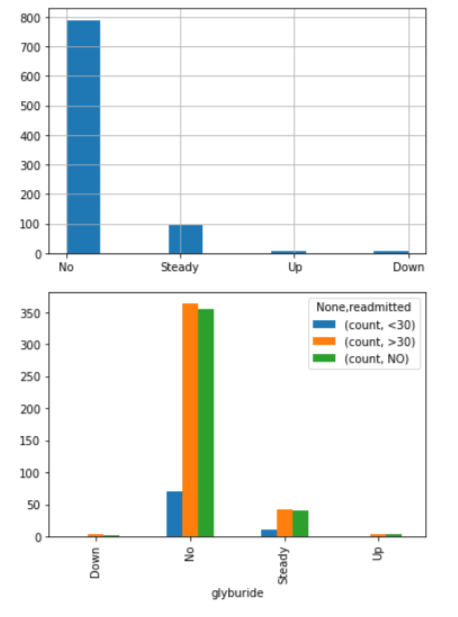 800
700
600
500
400
300
200
100
0
No Steady Up Down
None,readmitted
(count, <30)
(count, >30)
(count, NO)
350
300
250
200
150
100
50
0
Down No Steady Up
glyburide